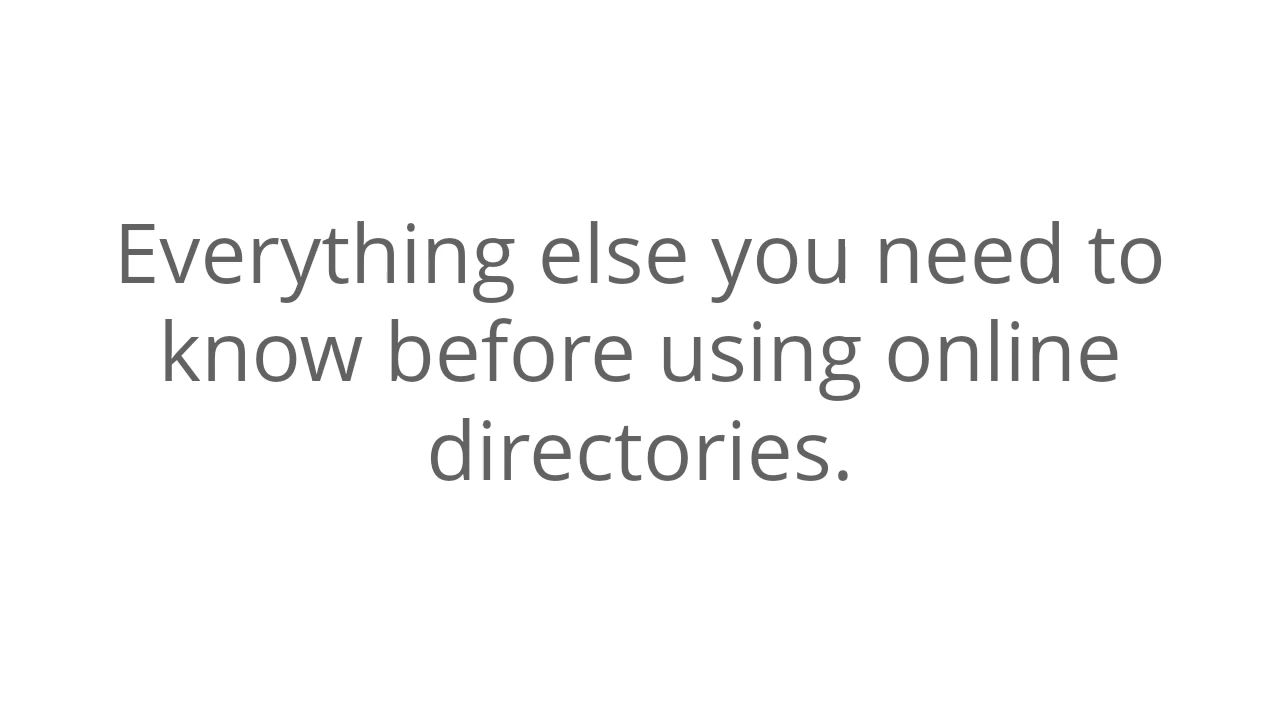 Everything else you need to
know before using online
directories.